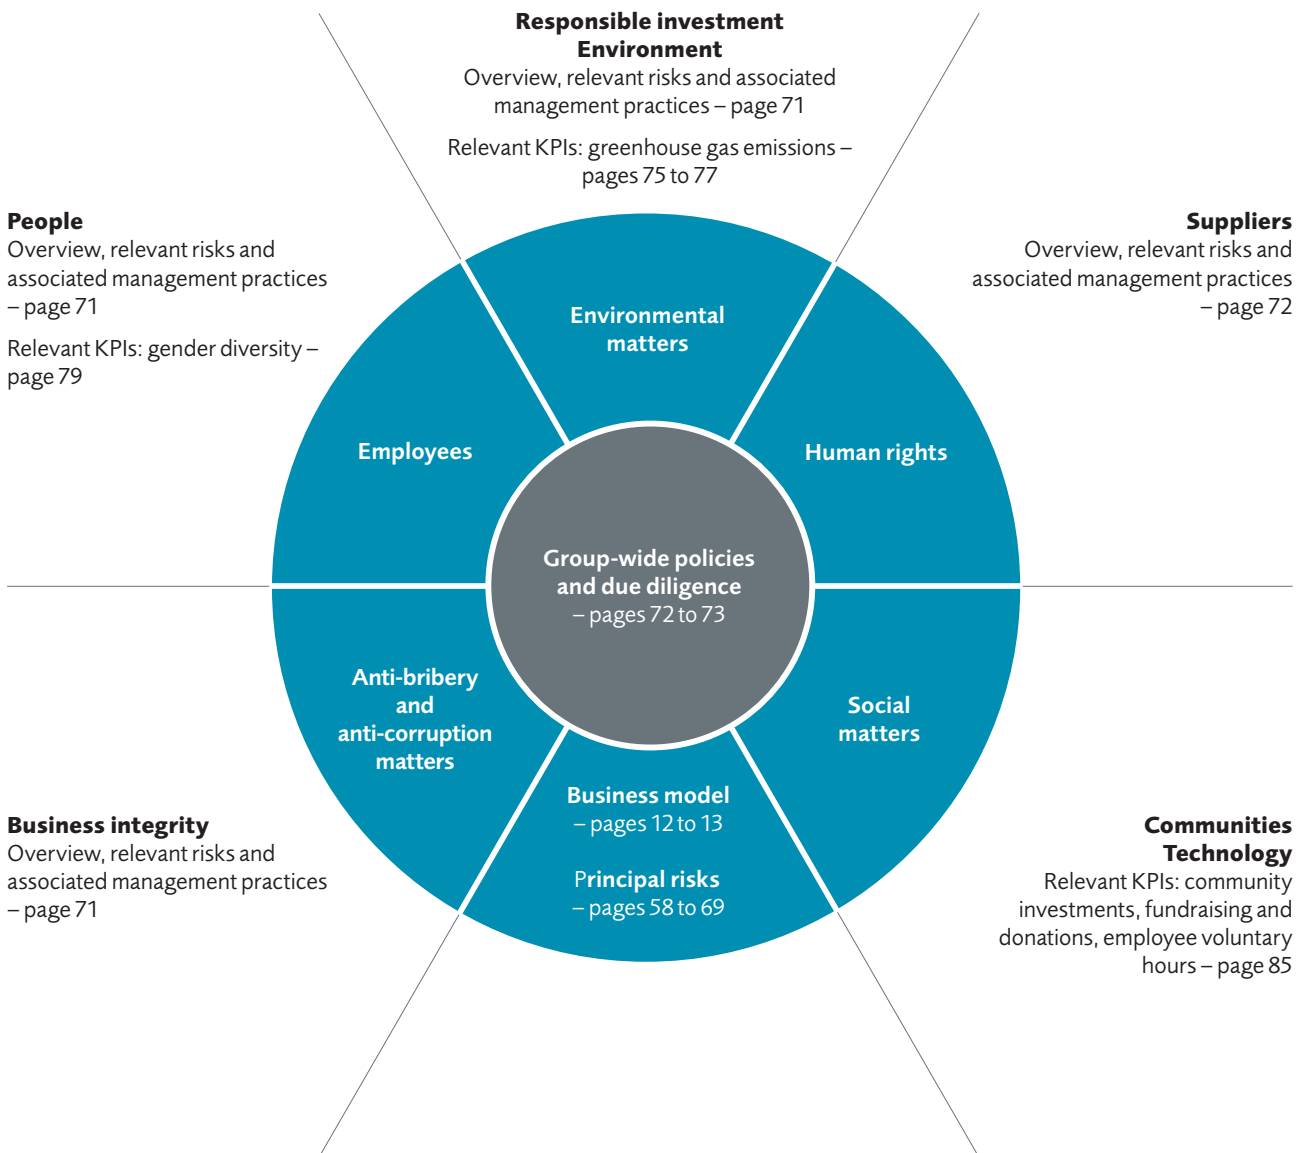 Responsible investment
Environment
Overview, relevant risks and associated
management practices – page 71
Relevant KPIs: greenhouse gas emissions –
pages 75 to 77
People
Overview, relevant risks and
associated management practices
– page 71
Relevant KPIs: gender diversity –
page 79
Suppliers
Overview, relevant risks and
associated management practices
– page 72
Environmental
matters
Employees
Human rights
Group-wide policies
and due diligence
– pages 72 to 73
Anti-bribery
and
anti-corruption
matters
Social
matters
Business model
– pages 12 to 13
Principal risks
– pages 58 to 69
Business integrity
Overview, relevant risks and
associated management practices
– page 71
Communities
Technology
Relevant KPIs: community
investments, fundraising and
donations, employee voluntary
hours – page 85